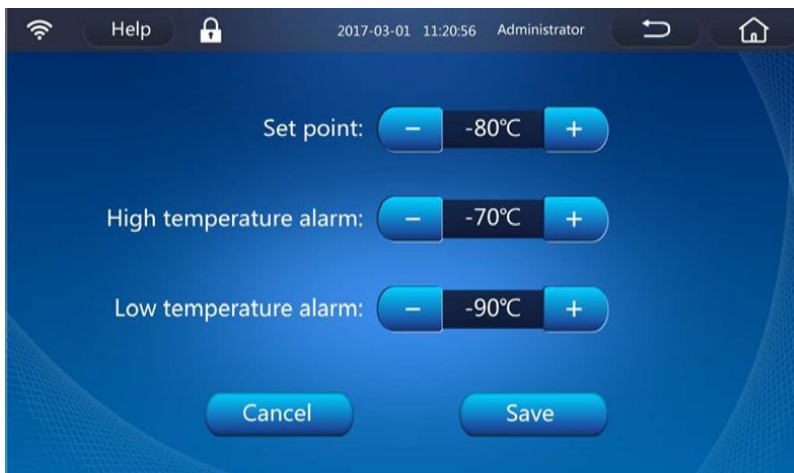 Help 2017-03-01 11:20:56 Administrator
Set point: − -80℃ +
High temperature alarm: − -70℃ +
Low temperature alarm: − -90℃ +
Cancel Save